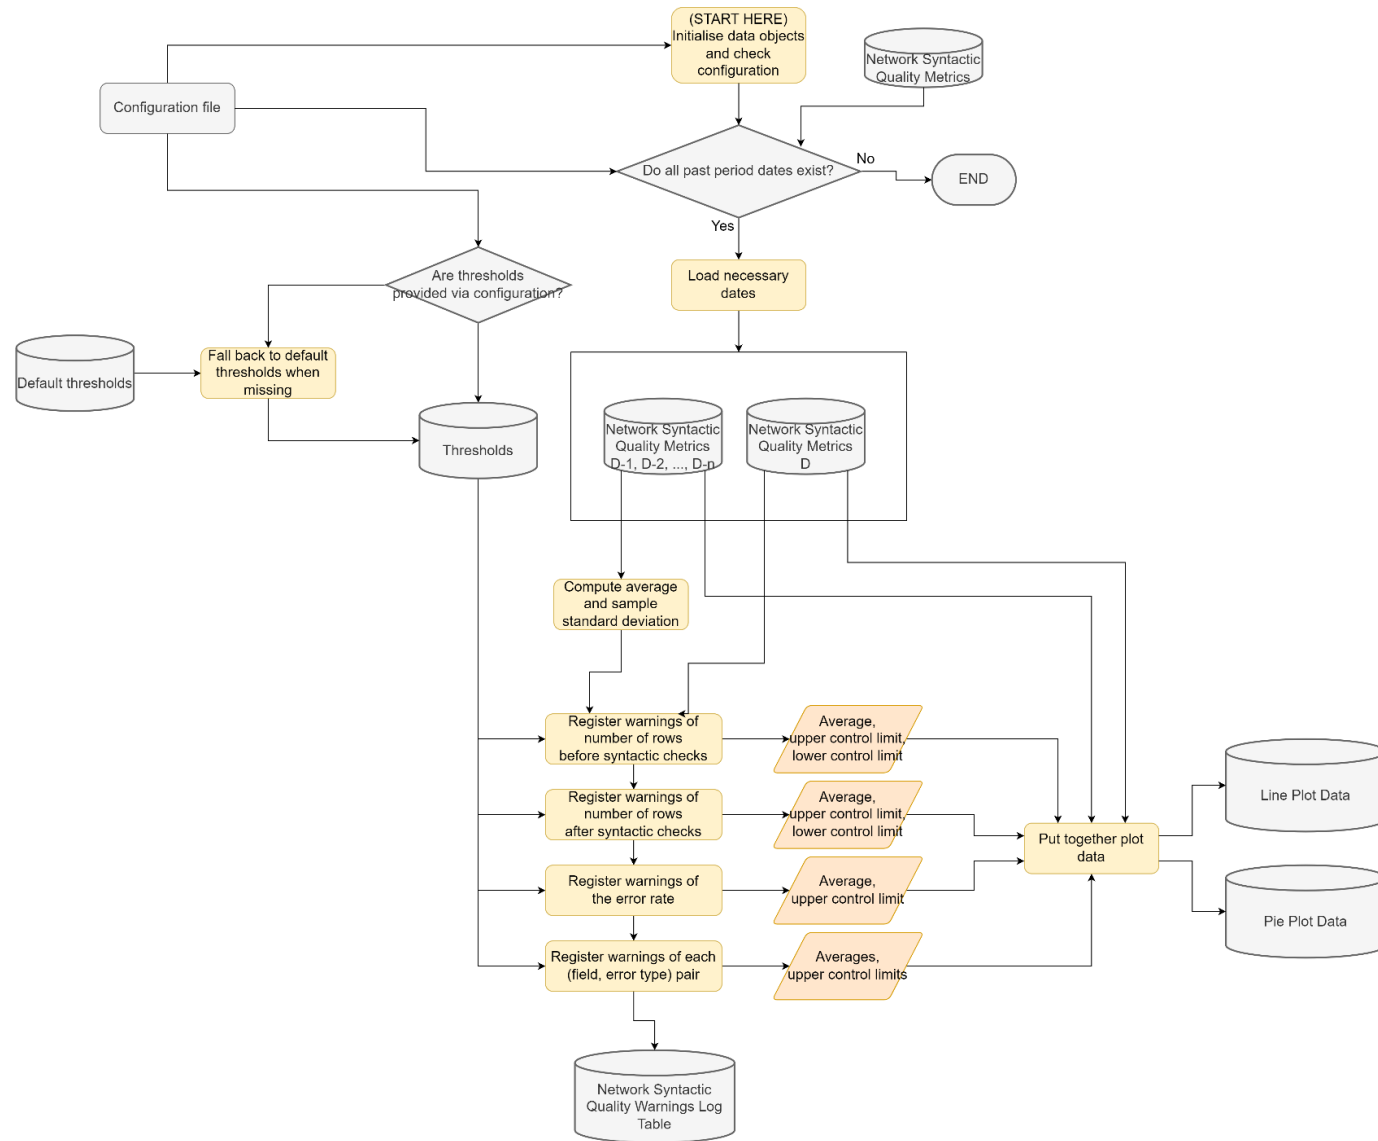 (START HERE)
Initialise data objects
and check
configuration
Network Syntactic
Quality Metrics
Configuration file
Do all past period dates exist?
No
END
Yes
Are thresholds
provided via configuration?
Load necessary
dates
Default thresholds
Fall back to default
thresholds when
missing
Thresholds
Network Syntactic
Quality Metrics
D-1, D-2, ..., D-n
Network Syntactic
Quality Metrics
D
Compute average
and sample
standard deviation
Register warnings of
number of rows
before syntactic checks
Average,
upper control limit,
lower control limit
Register warnings of
number of rows
after syntactic checks
Average,
upper control limit,
lower control limit
Line Plot Data
Put together plot
data
Register warnings of
the error rate
Average,
upper control limit
Pie Plot Data
Register warnings of each
(field, error type) pair
Averages,
upper control limits
Network Syntactic
Quality Warnings Log
Table